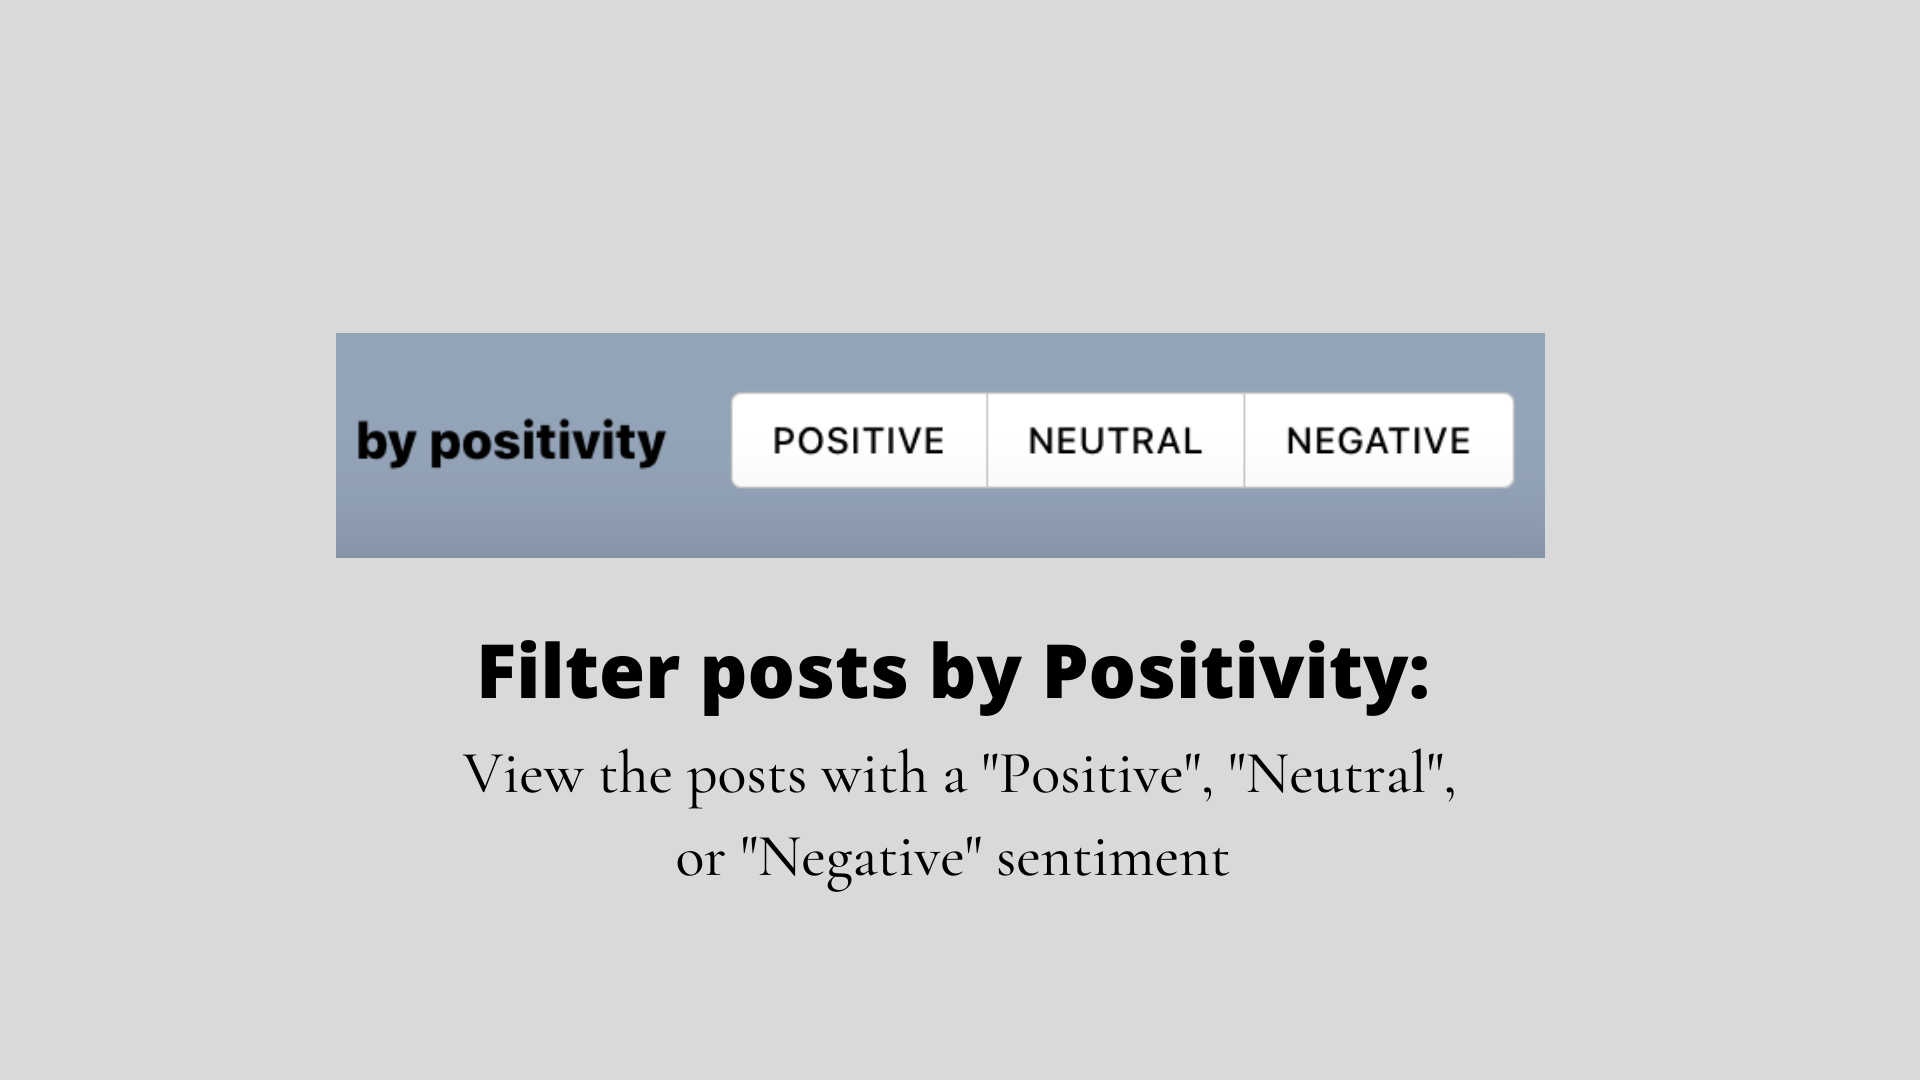 by positivity POSITIVE NEUTRAL NEGATIVE
Filter posts by Positivity:
View the posts with a "Positive", "Neutral",
or "Negative" sentiment